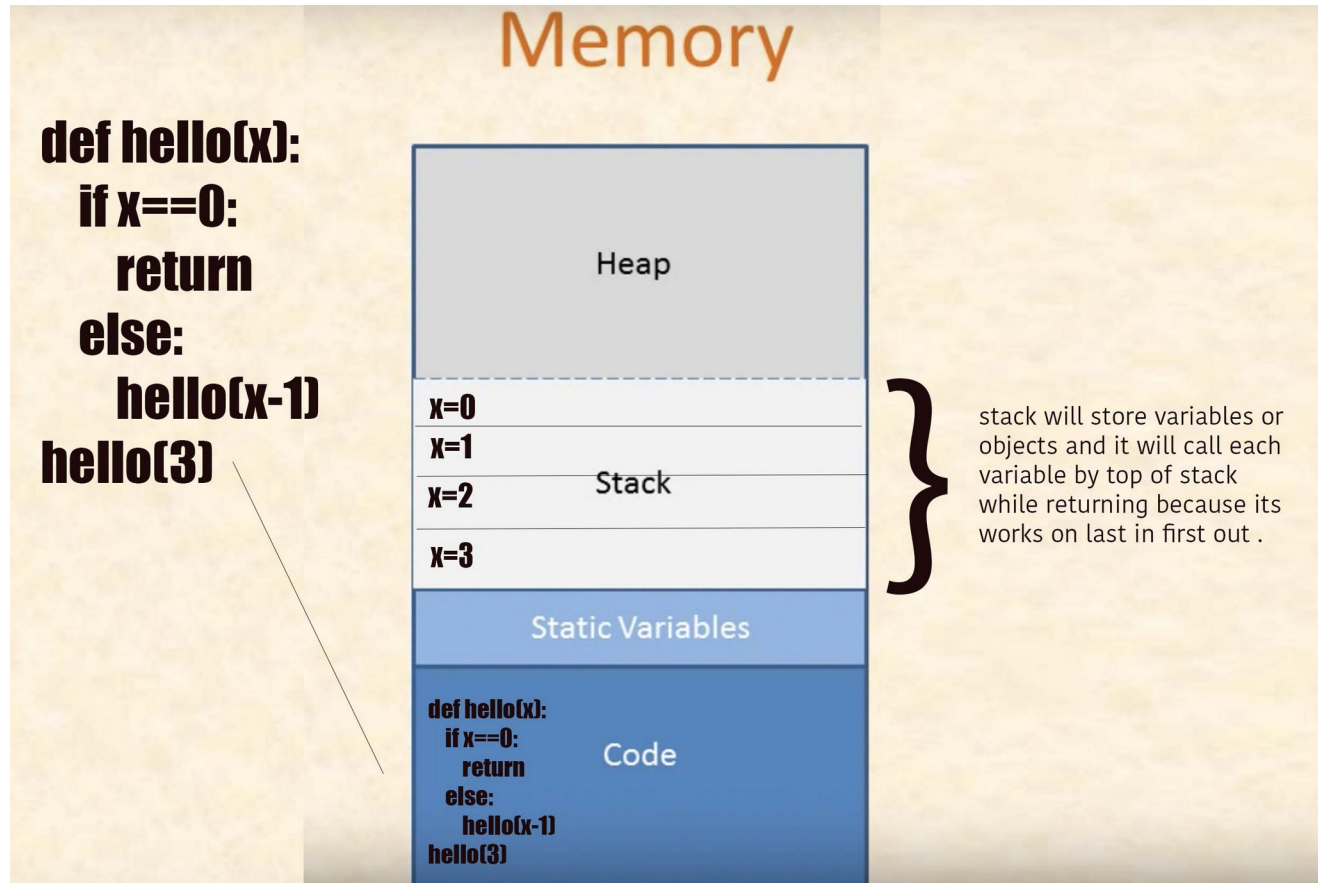 Memory
def hello(x):
if x==0:
return
else:
hello(x-1)
hello(3)
Heap
x=0
x=1
Stack
x=2
x=3
stack will store variables or
objects and it will call each
variable by top of stack
while returning because its
works on last in first out .
Static Variables
def hello(x):
if x==0:
return
else:
hello(x-1)
hello(3)
Code